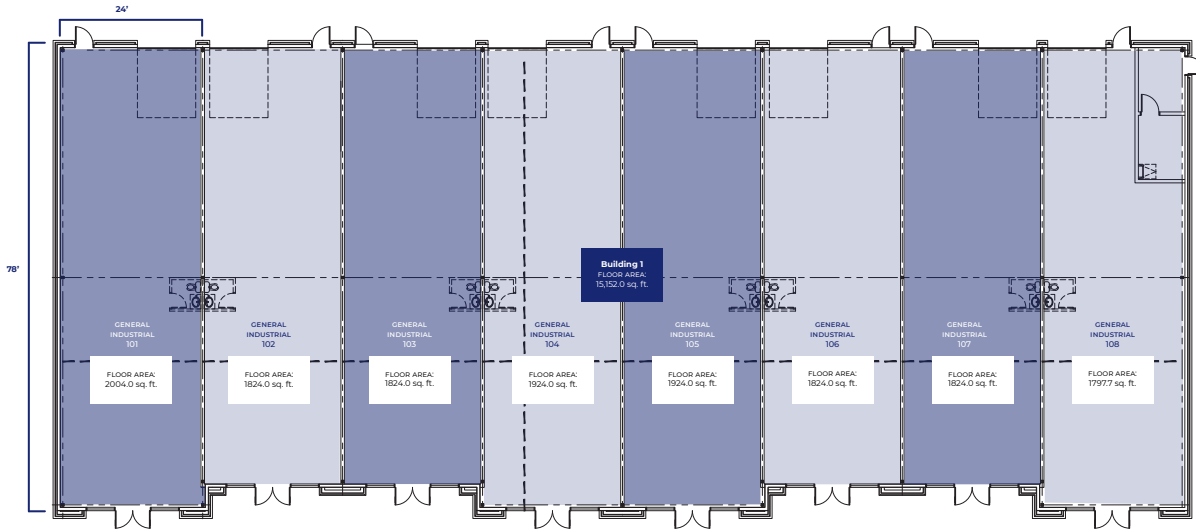 24'
78'
Building 1
FLOOR AREA:
15,152.0 sq. ft.
GENERAL
INDUSTRIAL
101
FLOOR AREA:
2004.0 sq. ft.
GENERAL
INDUSTRIAL
102
FLOOR AREA:
1824.0 sq. ft.
GENERAL
INDUSTRIAL
103
FLOOR AREA:
1824.0 sq. ft.
GENERAL
INDUSTRIAL
104
FLOOR AREA:
1924.0 sq. ft.
GENERAL
INDUSTRIAL
105
FLOOR AREA:
1924.0 sq. ft.
GENERAL
INDUSTRIAL
106
FLOOR AREA:
1824.0 sq. ft.
GENERAL
INDUSTRIAL
107
FLOOR AREA:
1824.0 sq. ft.
GENERAL
INDUSTRIAL
108
FLOOR AREA:
1797.7 sq. ft.